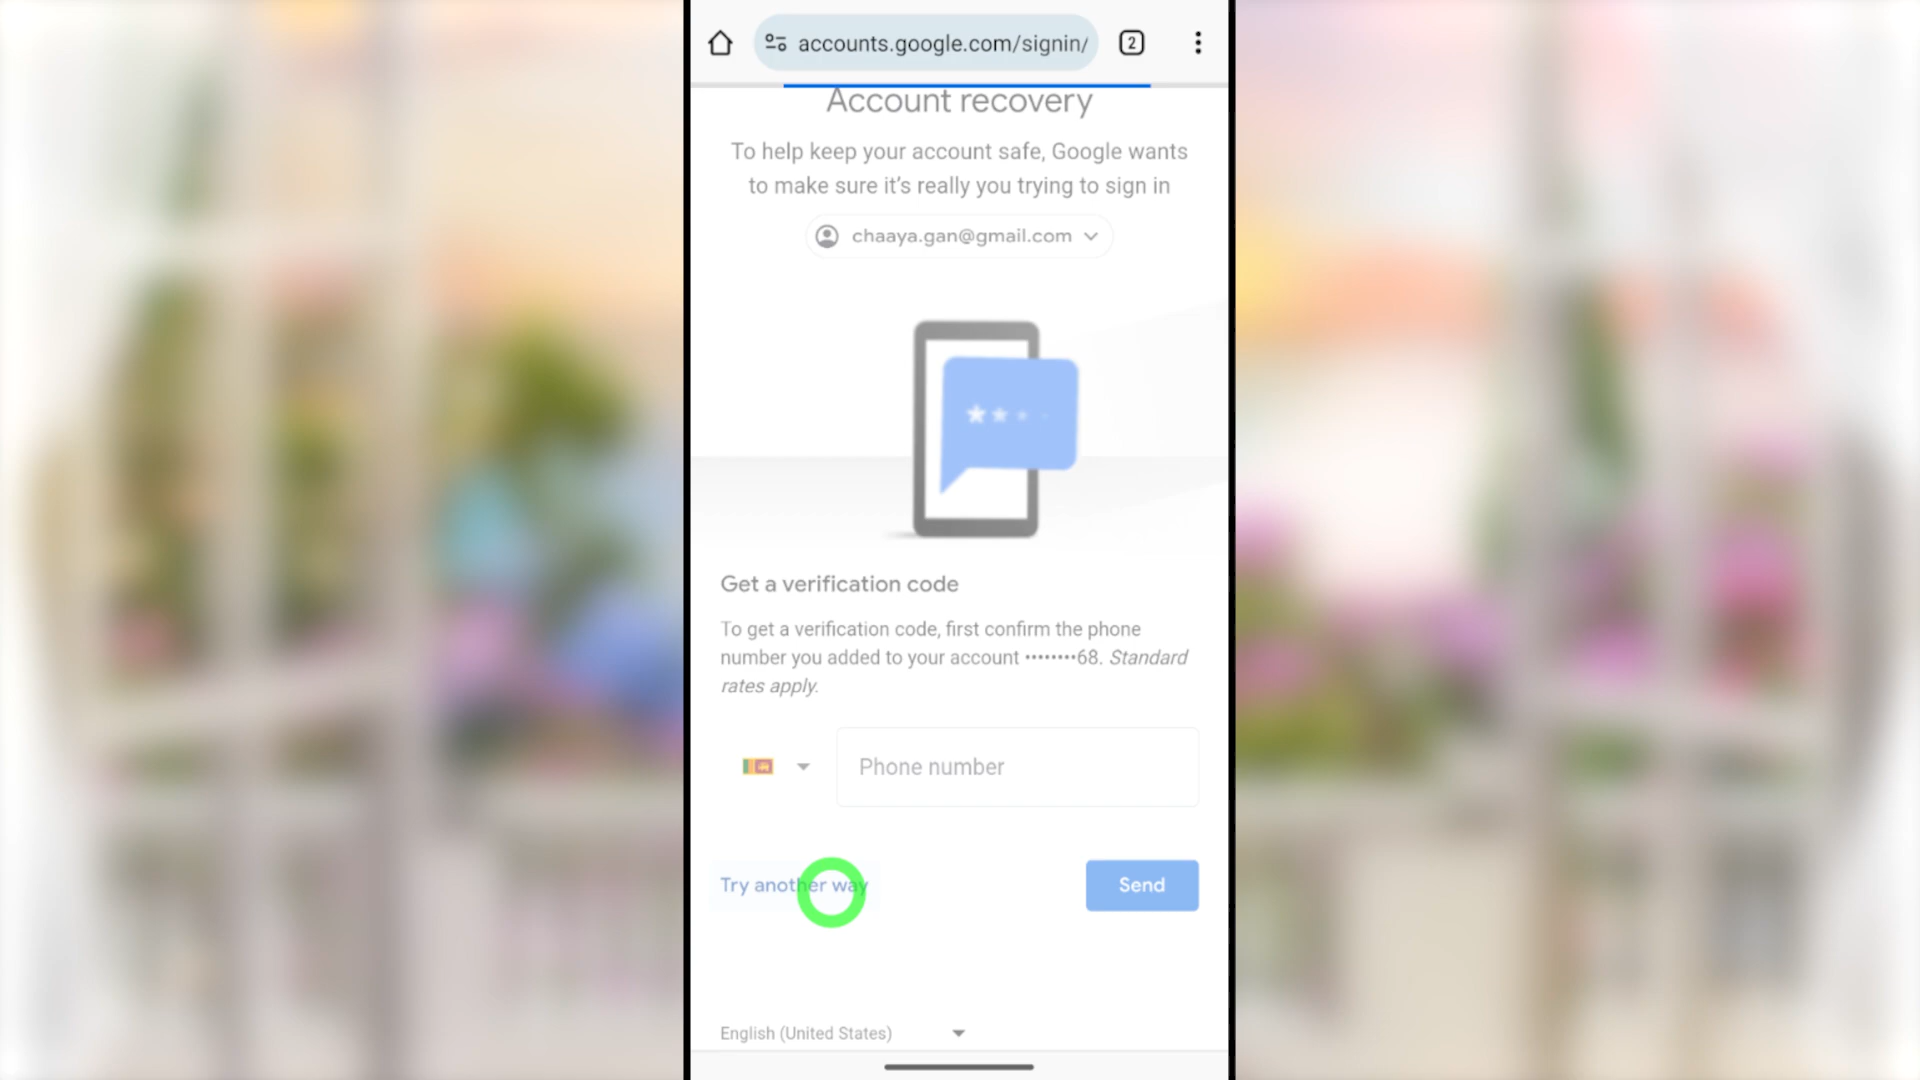 accounts.google.com/signin/
2
Account recovery
To help keep your account safe, Google wants
to make sure it's really you trying to sign in
chaaya.gan@gmail.com
Get a verification code
To get a verification code, first confirm the phone
number you added to your account ••••••••68. Standard
rates apply.
Phone number
Try another way
Send
English (United States)